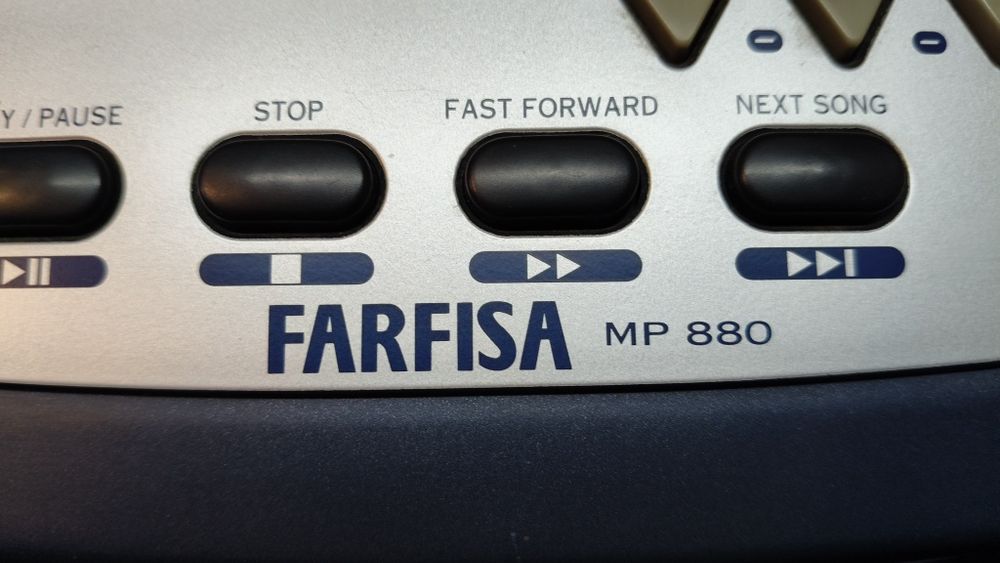 Y / PAUSE STOP FAST FORWARD NEXT SONG
FARFISA MP 880